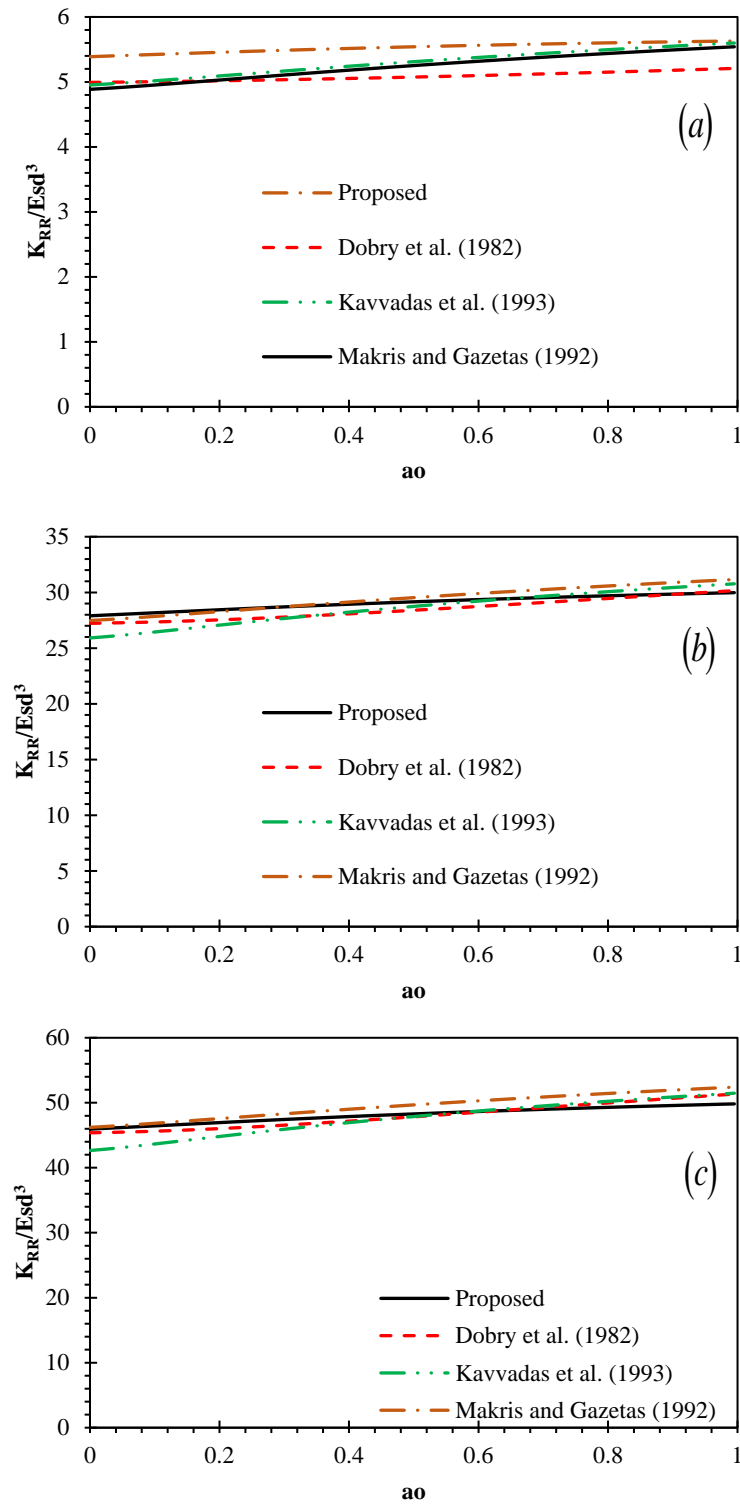 6
5
4
3
2
1
0
K_RR/Esd³
(a)
Proposed
Dobry et al. (1982)
Kavvadas et al. (1993)
Makris and Gazetas (1992)
0 0.2 0.4 0.6 0.8 1
ao
35
30
25
20
15
10
5
0
K_RR/Esd³
(b)
Proposed
Dobry et al. (1982)
Kavvadas et al. (1993)
Makris and Gazetas (1992)
0 0.2 0.4 0.6 0.8 1
ao
60
50
40
30
20
10
0
K_RR/Esd³
(c)
Proposed
Dobry et al. (1982)
Kavvadas et al. (1993)
Makris and Gazetas (1992)
0 0.2 0.4 0.6 0.8 1
ao